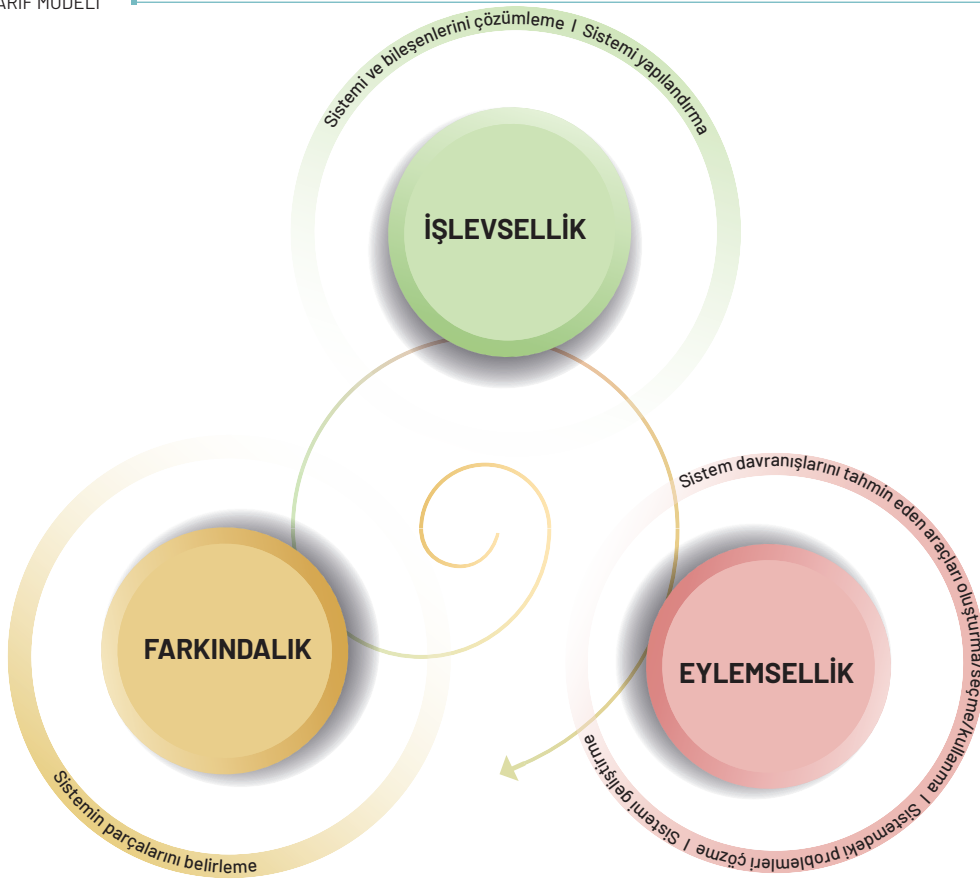 ARİF MODELİ
Sistemi ve bileşenlerini çözümleme I Sistemi yapılandırma
İŞLEVSELLİK
FARKINDALIK
Sistemin parçalarını belirleme
EYLEMSELLİK
Sistem davranışlarını tahmin eden araçları oluşturma/seçme/kullanma I Sistemdeki problemleri çözme I Sistemi geliştirme